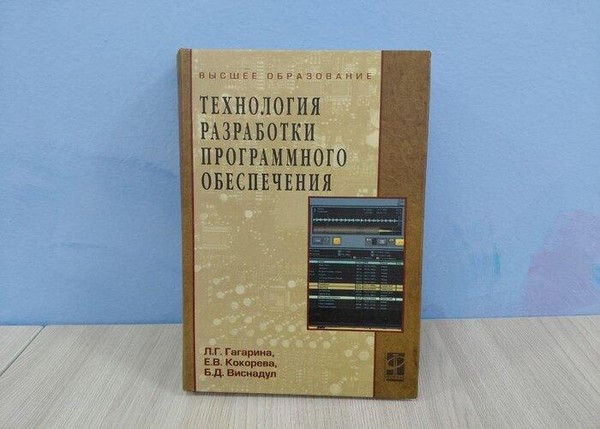 ВЫСШЕЕ ОБРАЗОВАНИЕ
ТЕХНОЛОГИЯ
РАЗРАБОТКИ
ПРОГРАММНОГО
ОБЕСПЕЧЕНИЯ
Л.Г. Гагарина,
Е.В. Кокорева,
Б.Д. Виснадул